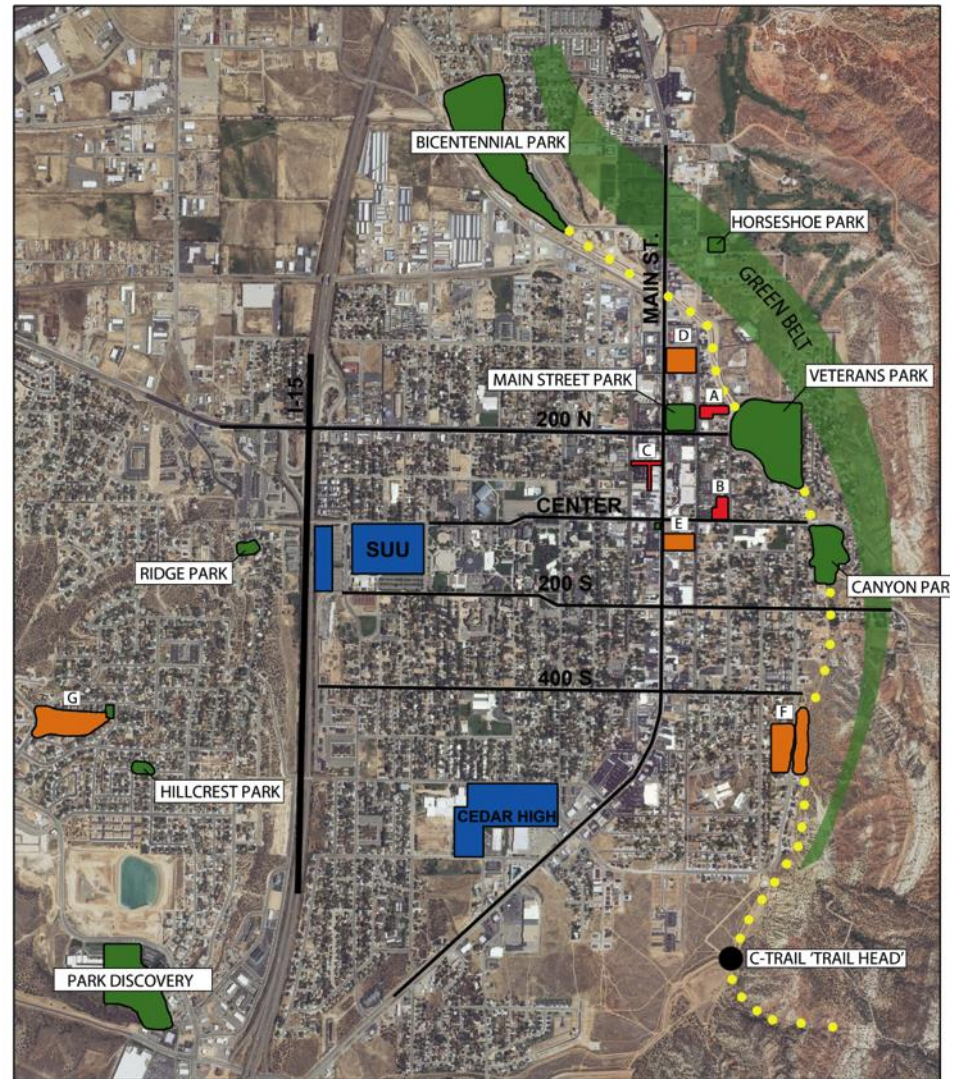 BICENTENNIAL PARK
HORSESHOE PARK
MAIN ST.
GREEN BELT
D
MAIN STREET PARK
VETERANS PARK
A
I-15
200 N
C
B
CENTER
E
SUU
RIDGE PARK
200 S
CANYON PAR
400 S
G
F
HILLCREST PARK
CEDAR HIGH
C-TRAIL 'TRAIL HEAD'
PARK DISCOVERY